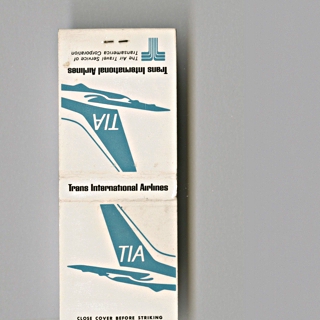 The Air Travel Service of
Transamerica Corporation
Trans International Airlines
TIA
Trans International Airlines
TIA
CLOSE COVER BEFORE STRIKING